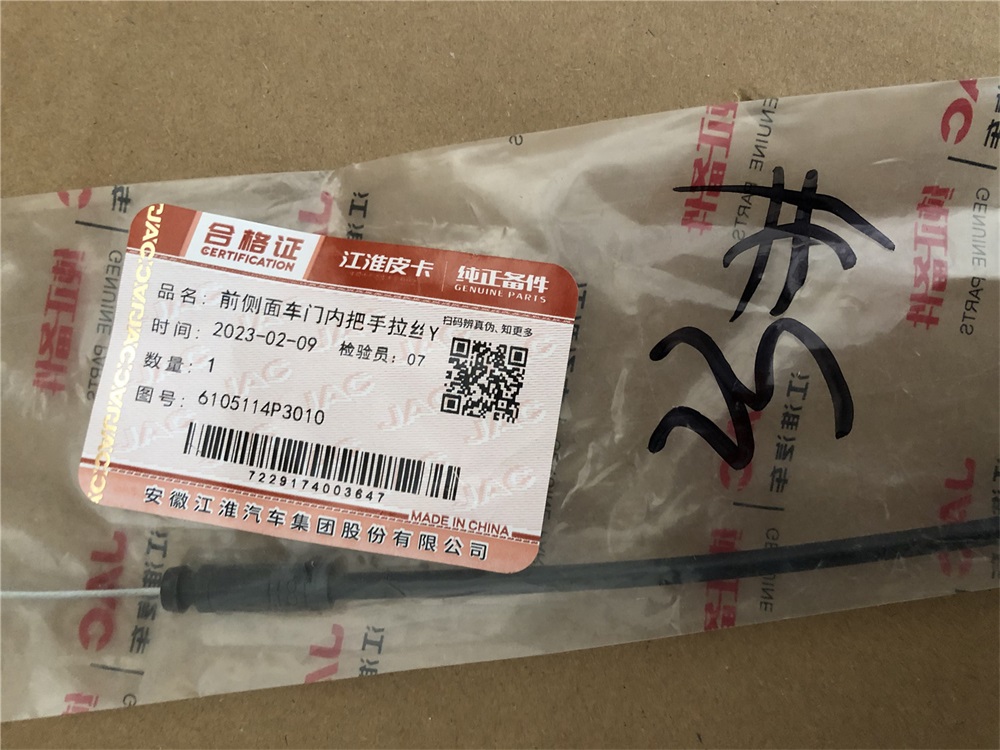 合格证
CERTIFICATION
江淮皮卡
纯正备件
GENUINE PARTS
品名: 前侧面车门内把手拉丝Y
扫码辨真伪、知更多
时间: 2023-02-09 检验员: 07
数量: 1
图号: 6105114P3010
7229174003647
MADE IN CHINA
安徽江淮汽车集团股份有限公司
23#
JAC
江淮汽车
纯正备件
GENUINE PARTS